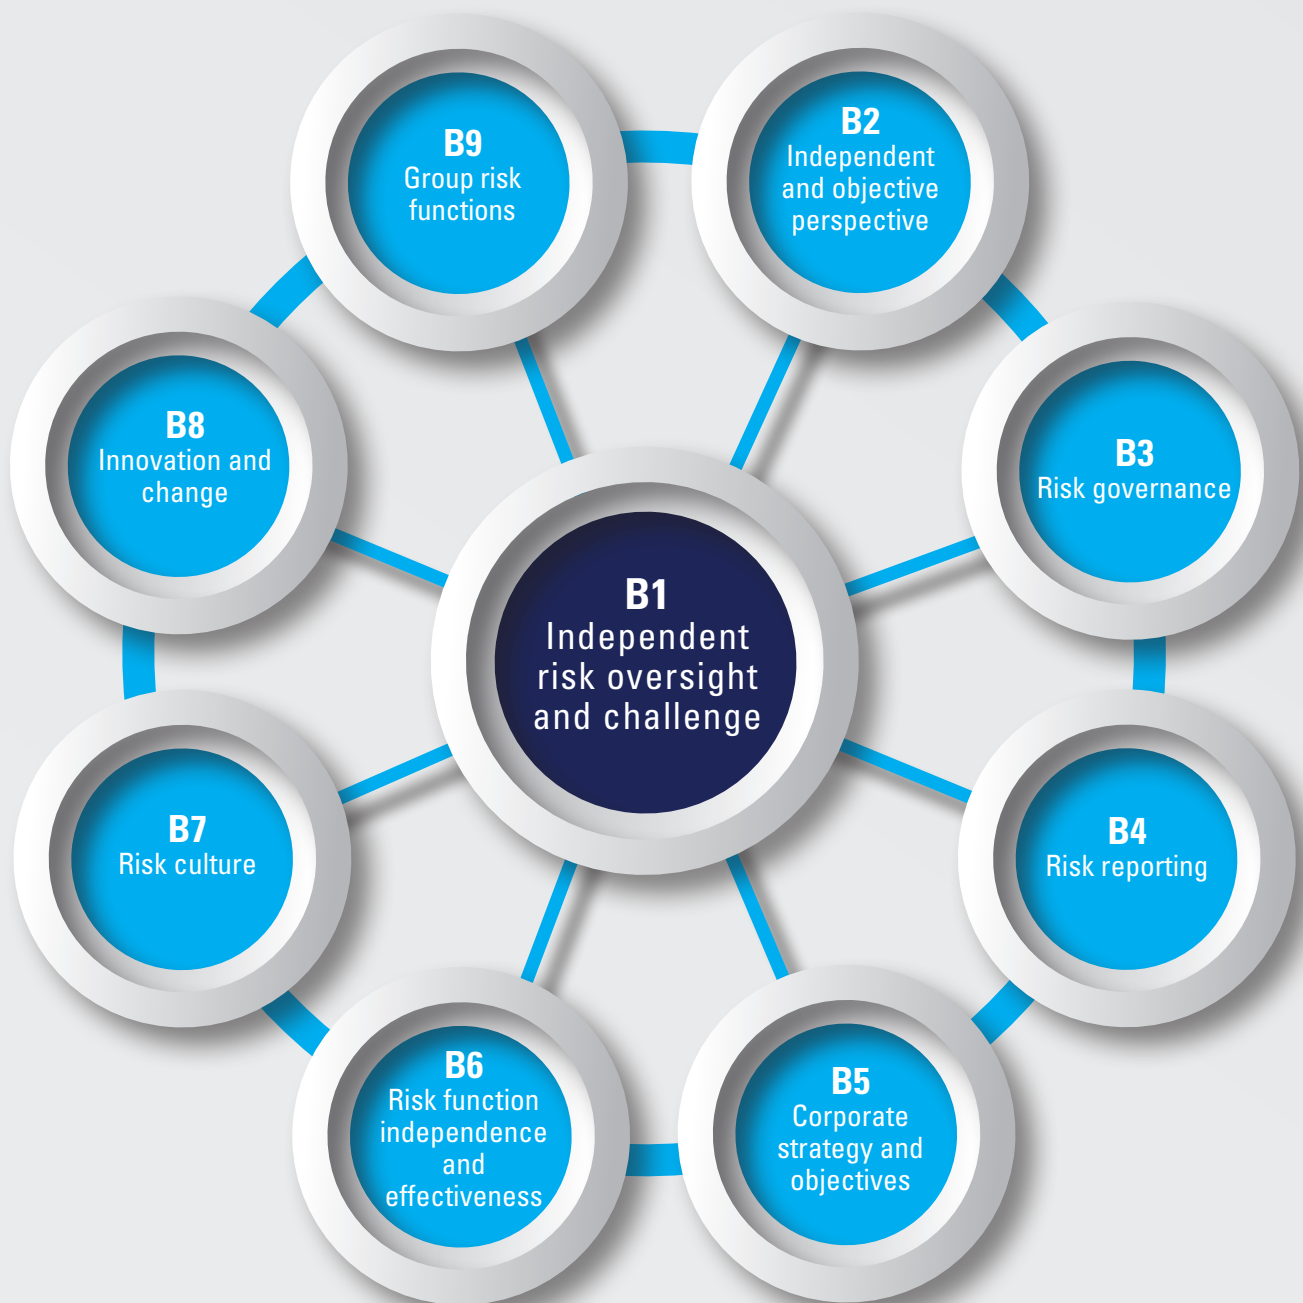 B9
Group risk
functions
B2
Independent
and objective
perspective
B8
Innovation and
change
B3
Risk governance
B1
Independent
risk oversight
and challenge
B7
Risk culture
B4
Risk reporting
B6
Risk function
independence
and
effectiveness
B5
Corporate
strategy and
objectives